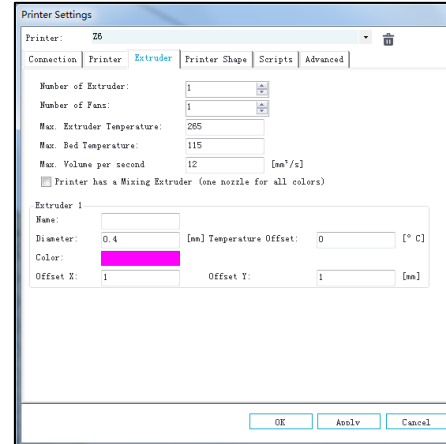 Printer Settings
Printer: Z6
Connection Printer Extruder Printer Shape Scripts Advanced
Number of Extruder: 1
Number of Fans: 1
Max. Extruder Temperature: 265
Max. Bed Temperature: 115
Max. Volume per second 12 [mm³/s]
Printer has a Mixing Extruder (one nozzle for all colors)
Extruder 1
Name:
Diameter: 0.4 [mm] Temperature Offset: 0 [° C]
Color:
Offset X: 1 Offset Y: 1 [mm]
OK Apply Cancel